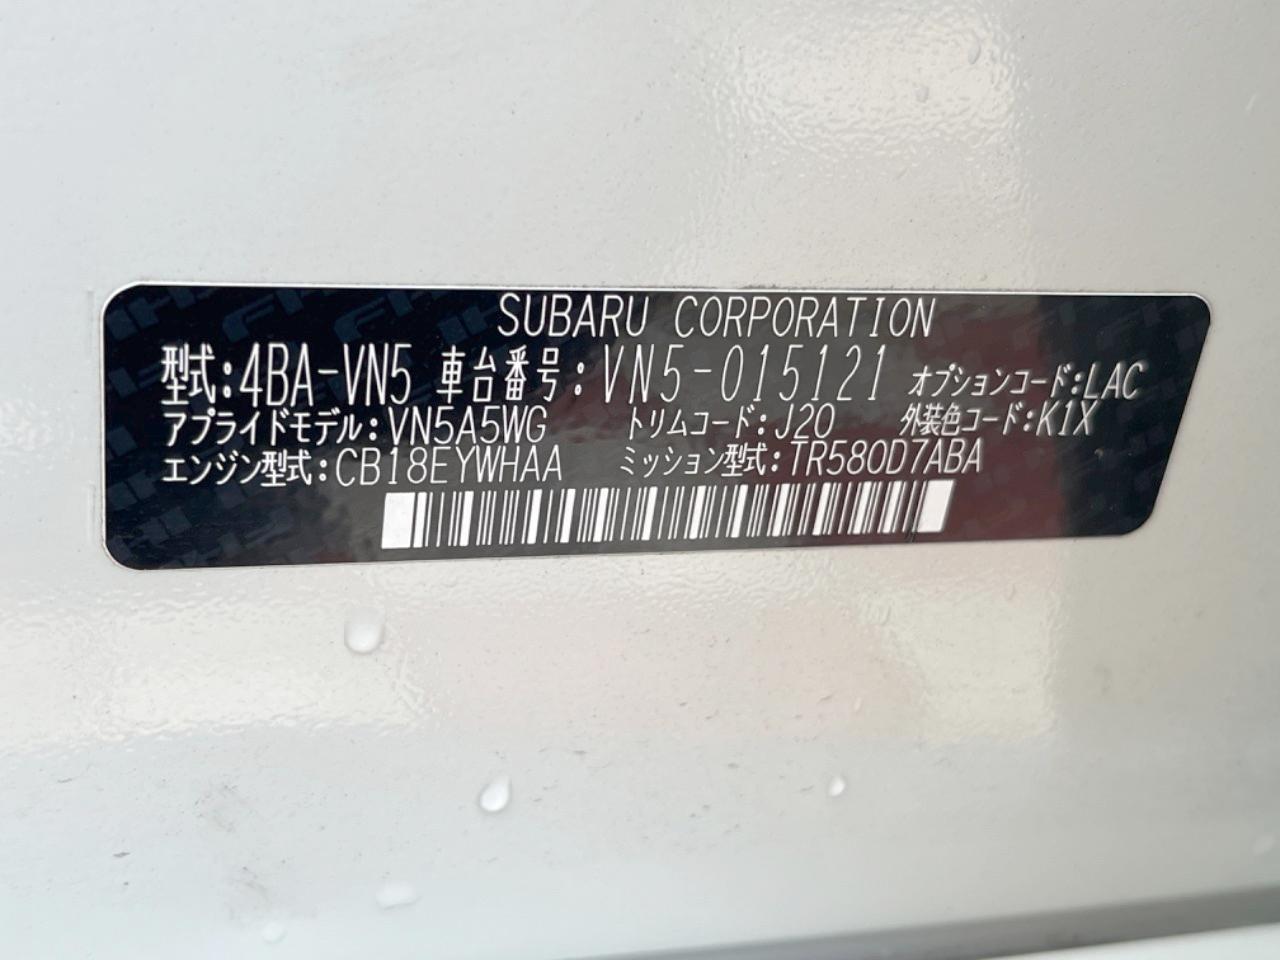 SUBARU CORPORATION
型式:4BA-VN5 車台番号:VN5-015121 オプションコード:LAC
アプライドモデル:VN5A5WG トリムコード:J20 外装色コード:K1X
エンジン型式:CB18EYWHAA ミッション型式:TR580D7ABA